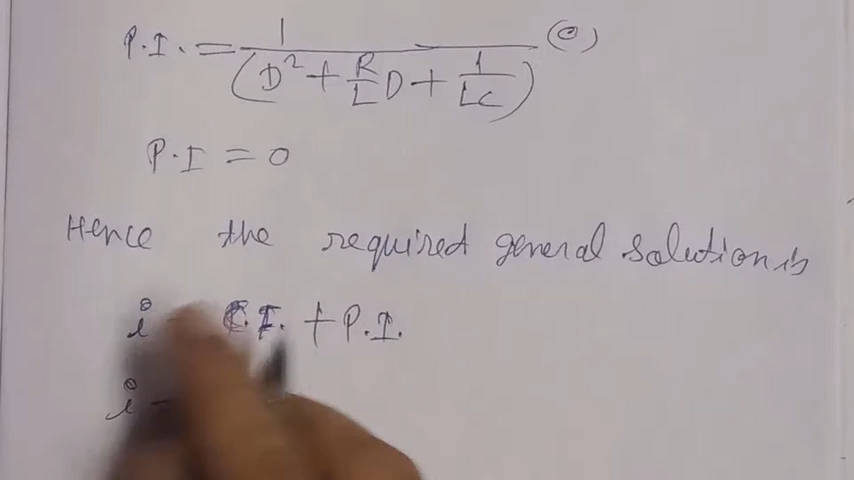 P.I. = 1 / (D² + R/L D + 1/LC) (0)
P.I = 0
Hence the required general solution is
i = C.F. + P.I.
i =